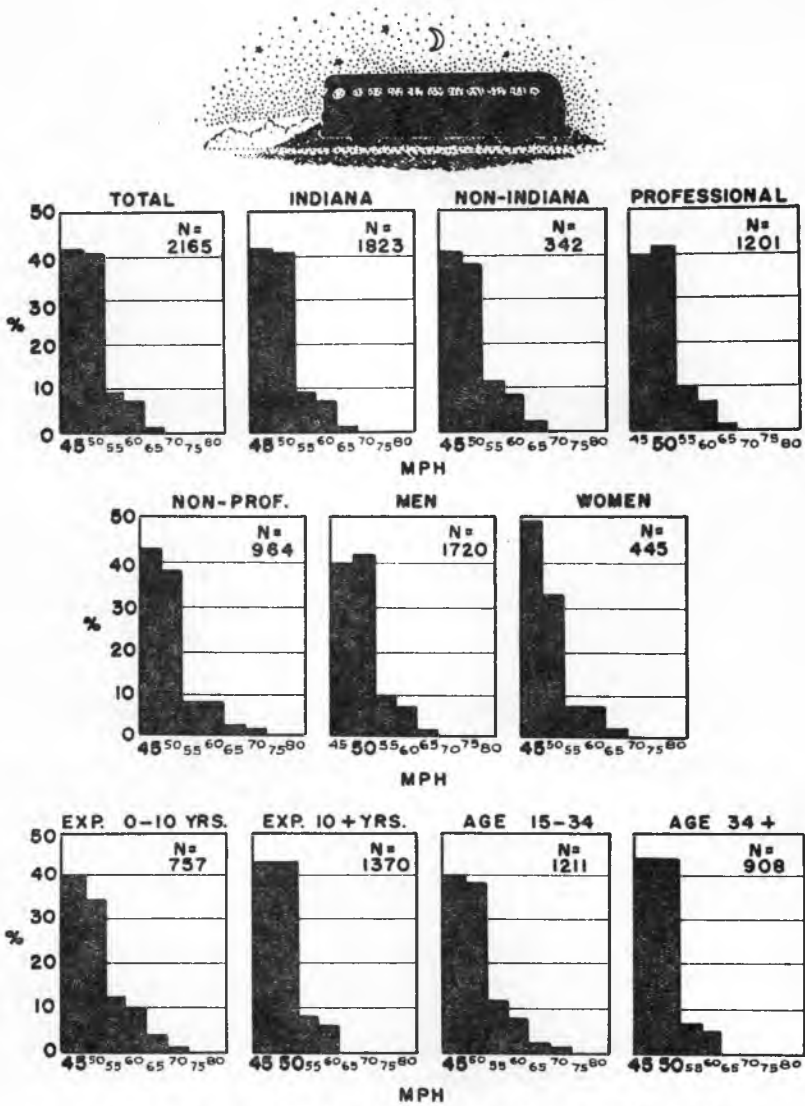 TOTAL INDIANA NON-INDIANA PROFESSIONAL
50 N= N= N= N=
2165 1823 342 1201
40
30
%
20
10
0
45 50 55 60 65 70 75 80 45 50 55 60 65 70 75 80 45 50 55 60 65 70 75 80 45 50 55 60 65 70 75 80
MPH
NON-PROF. MEN WOMEN
50 N= N= N=
964 1720 445
40
30
%
20
10
0
45 50 55 60 65 70 75 80 45 50 55 60 65 70 75 80 45 50 55 60 65 70 75 80
MPH
EXP. 0-10 YRS. EXP. 10+YRS. AGE 15-34 AGE 34+
50 N= N= N= N=
757 1370 1211 908
40
30
%
20
10
0
45 50 55 60 65 70 75 80 45 50 55 60 65 70 75 80 45 50 55 60 65 70 75 80 45 50 55 60 65 70 75 80
MPH